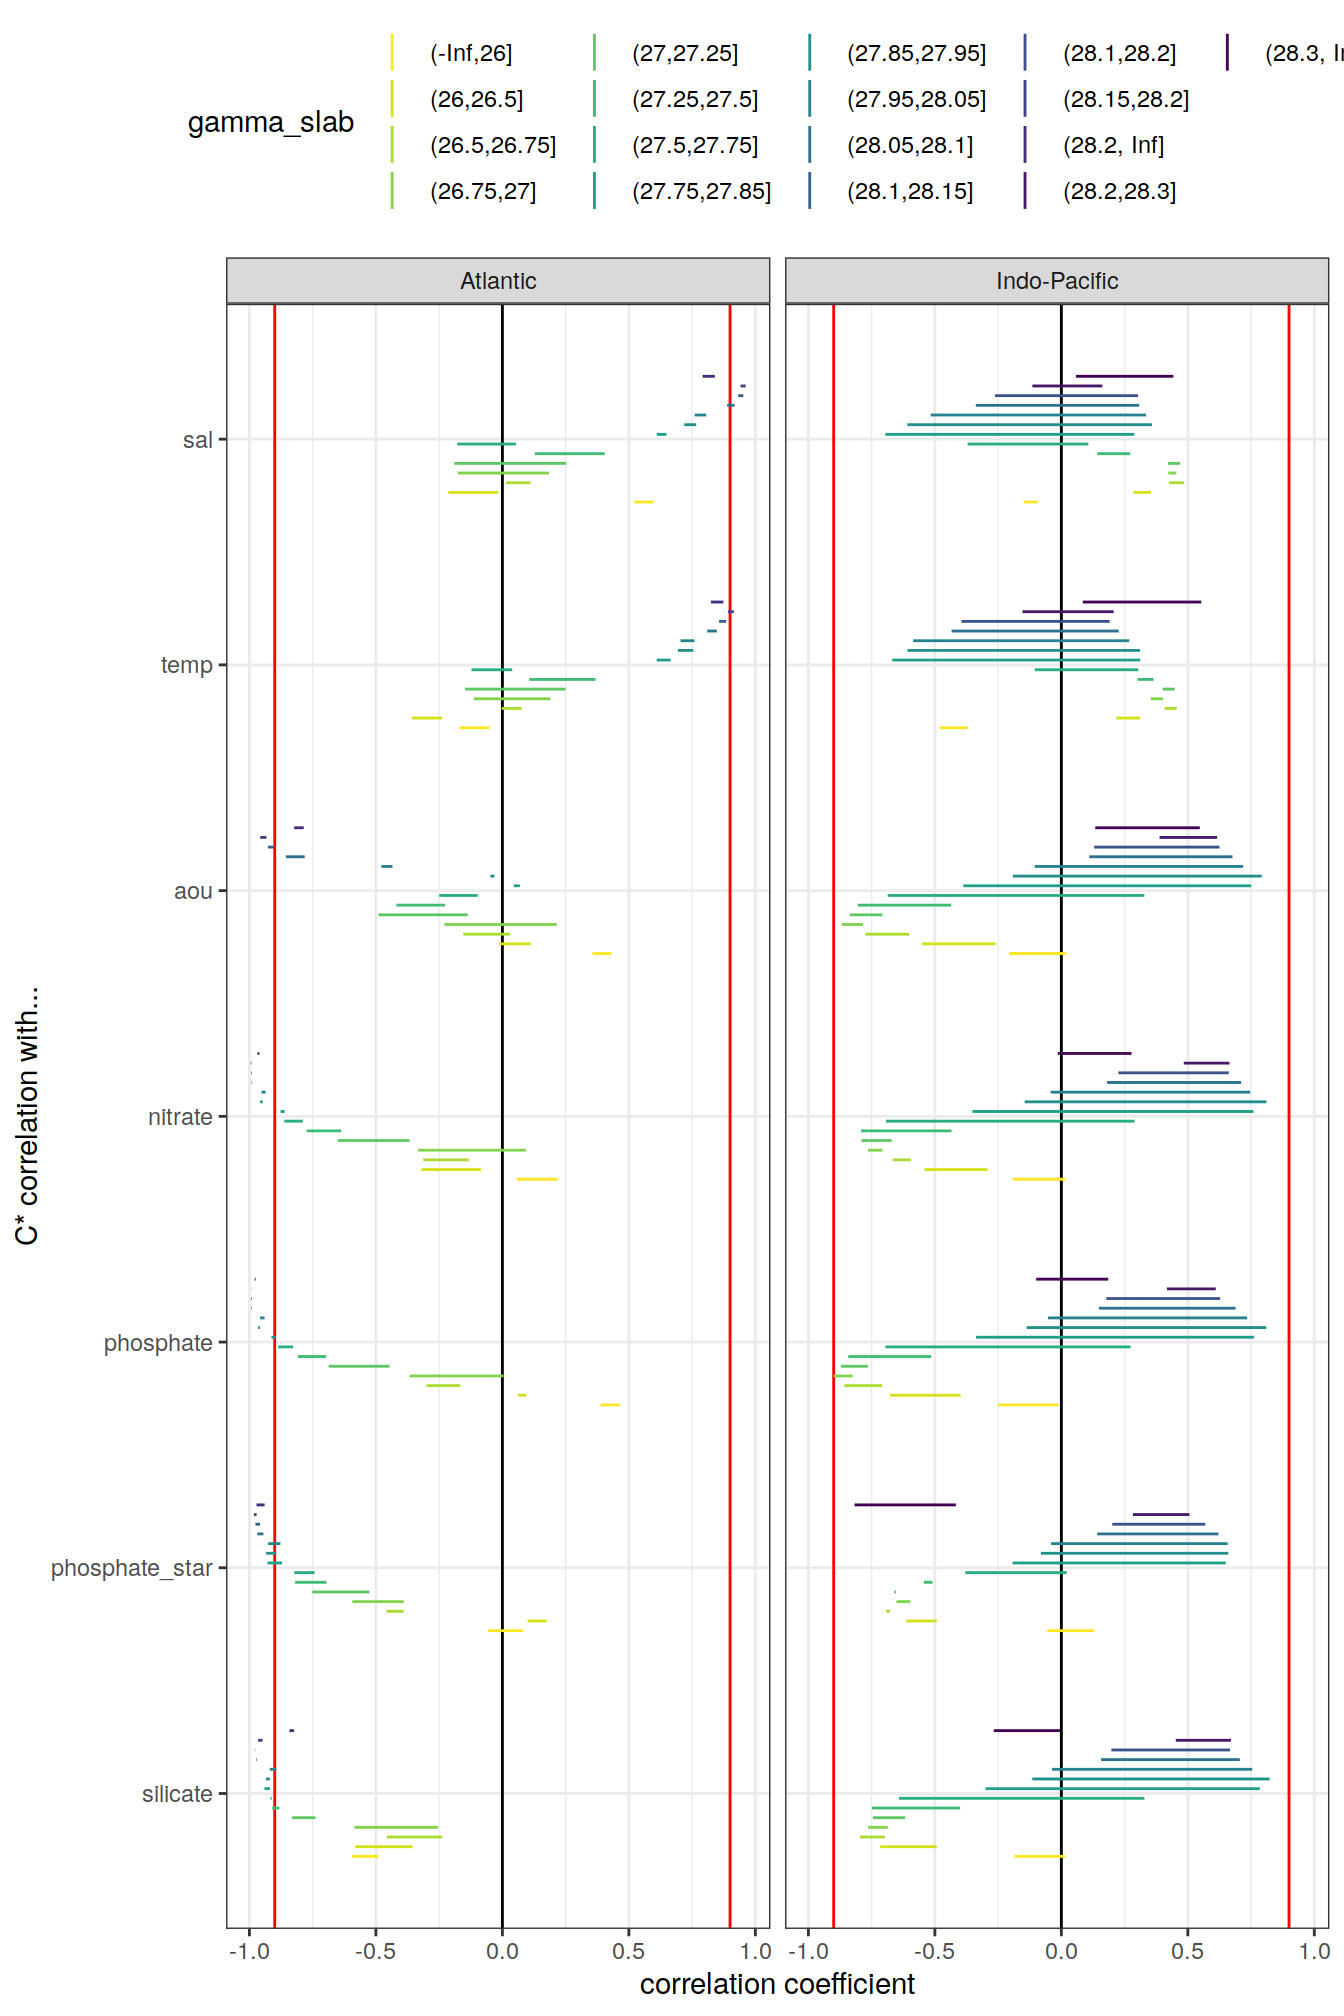 gamma_slab
(-Inf,26]
(26,26.5]
(26.5,26.75]
(26.75,27]
(27,27.25]
(27.25,27.5]
(27.5,27.75]
(27.75,27.85]
(27.85,27.95]
(27.95,28.05]
(28.05,28.1]
(28.1,28.15]
(28.1,28.2]
(28.15,28.2]
(28.2, Inf]
(28.2,28.3]
(28.3,
Atlantic
Indo-Pacific
C* correlation with...
sal
temp
aou
nitrate
phosphate
phosphate_star
silicate
-1.0 -0.5 0.0 0.5 1.0
-1.0 -0.5 0.0 0.5 1.0
correlation coefficient